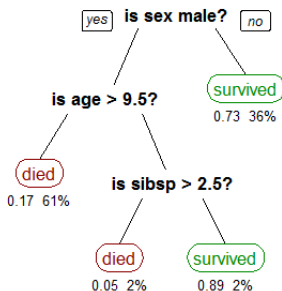 yes is sex male? no
is age > 9.5?
survived
0.73 36%
died
0.17 61%
is sibsp > 2.5?
died survived
0.05 2% 0.89 2%